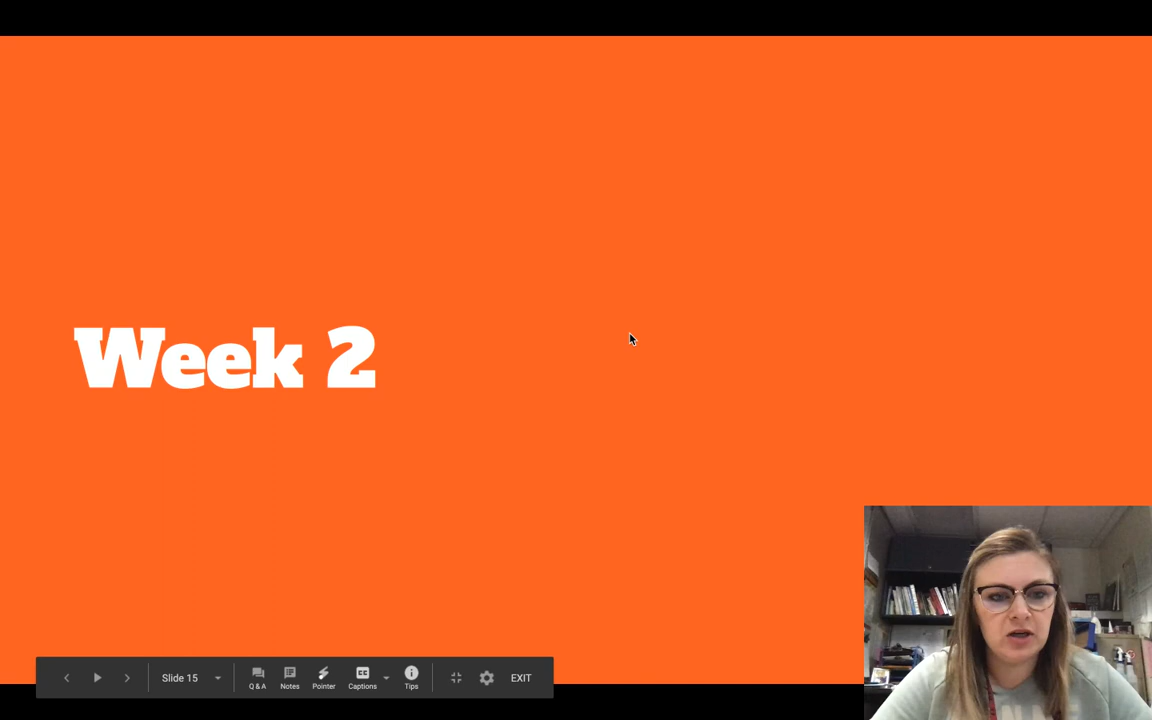 Week 2
Slide 15
Q & A
Notes
Pointer
Captions
Tips
EXIT